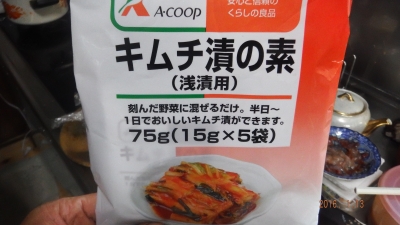 A·COOP
安心と信頼の
くらしの良品
キムチ漬の素
(浅漬用)
刻んだ野菜に混ぜるだけ。半日〜
1日でおいしいキムチ漬ができます。
75g(15g×5袋)